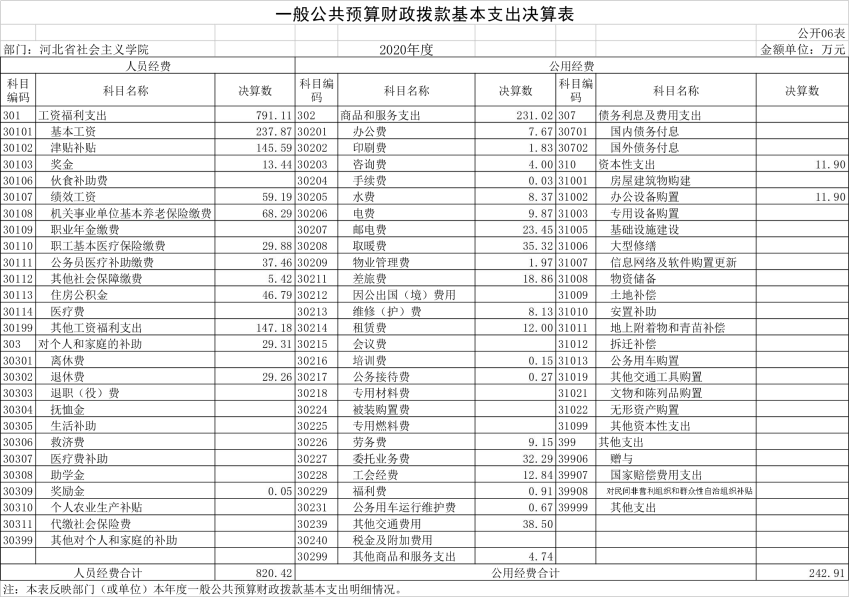 一般公共预算财政拨款基本支出决算表
公开06表
部门：河北省社会主义学院 2020年度 金额单位：万元
人员经费 公用经费
科目编码 科目名称 决算数 科目编码 科目名称 决算数 科目编码 科目名称 决算数
301 工资福利支出 791.11 302 商品和服务支出 231.02 307 债务利息及费用支出
30101 基本工资 237.87 30201 办公费 7.67 30701 国内债务付息
30102 津贴补贴 145.59 30202 印刷费 1.83 30702 国外债务付息
30103 奖金 13.44 30203 咨询费 4.00 310 资本性支出 11.90
30106 伙食补助费 30204 手续费 0.03 31001 房屋建筑物购建
30107 绩效工资 59.19 30205 水费 8.37 31002 办公设备购置 11.90
30108 机关事业单位基本养老保险缴费 68.29 30206 电费 9.87 31003 专用设备购置
30109 职业年金缴费 30207 邮电费 23.45 31005 基础设施建设
30110 职工基本医疗保险缴费 29.88 30208 取暖费 35.32 31006 大型修缮
30111 公务员医疗补助缴费 37.46 30209 物业管理费 1.97 31007 信息网络及软件购置更新
30112 其他社会保障缴费 5.42 30211 差旅费 18.86 31008 物资储备
30113 住房公积金 46.79 30212 因公出国（境）费用 31009 土地补偿
30114 医疗费 30213 维修（护）费 8.13 31010 安置补助
30199 其他工资福利支出 147.18 30214 租赁费 12.00 31011 地上附着物和青苗补偿
303 对个人和家庭的补助 29.31 30215 会议费 31012 拆迁补偿
30301 离休费 30216 培训费 0.15 31013 公务用车购置
30302 退休费 29.26 30217 公务接待费 0.27 31019 其他交通工具购置
30303 退职（役）费 30218 专用材料费 31021 文物和陈列品购置
30304 抚恤金 30224 被装购置费 31022 无形资产购置
30305 生活补助 30225 专用燃料费 31099 其他资本性支出
30306 救济费 30226 劳务费 9.15 399 其他支出
30307 医疗费补助 30227 委托业务费 32.29 39906 赠与
30308 助学金 30228 工会经费 12.84 39907 国家赔偿费用支出
30309 奖励金 0.05 30229 福利费 0.91 39908 对民间非营利组织和群众性自治组织补贴
30310 个人农业生产补贴 30231 公务用车运行维护费 0.67 39999 其他支出
30311 代缴社会保险费 30239 其他交通费用 38.50
30399 其他对个人和家庭的补助 30240 税金及附加费用
30299 其他商品和服务支出 4.74
人员经费合计 820.42 公用经费合计 242.91
注：本表反映部门（或单位）本年度一般公共预算财政拨款基本支出明细情况。